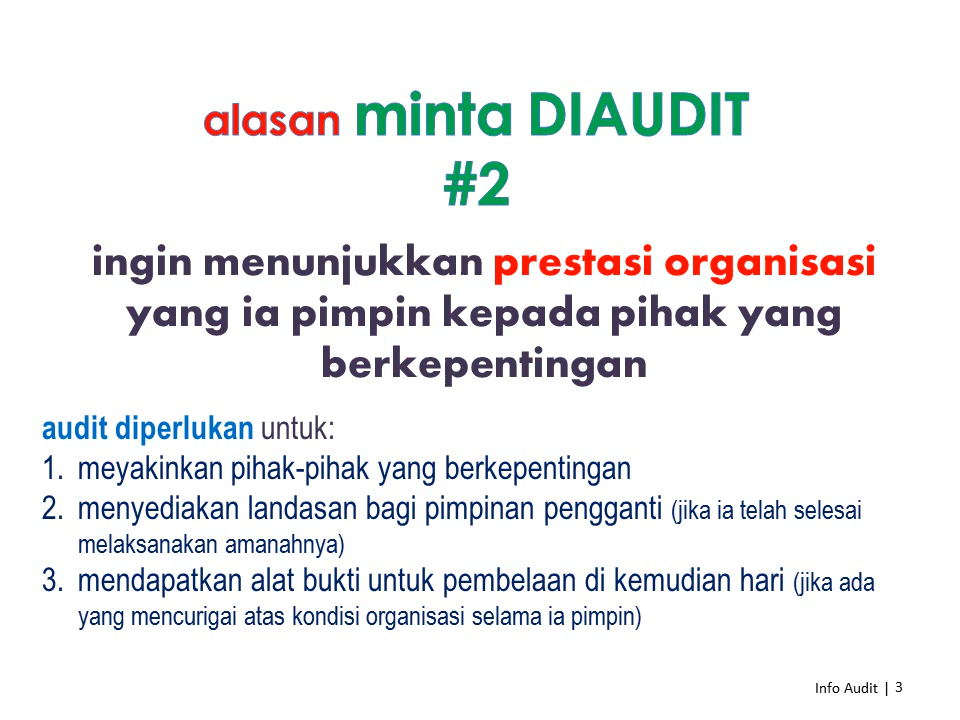 alasan minta DIAUDIT
#2
ingin menunjukkan prestasi organisasi
yang ia pimpin kepada pihak yang
berkepentingan
audit diperlukan untuk:
1. meyakinkan pihak-pihak yang berkepentingan
2. menyediakan landasan bagi pimpinan pengganti (jika ia telah selesai
melaksanakan amanahnya)
3. mendapatkan alat bukti untuk pembelaan di kemudian hari (jika ada
yang mencurigai atas kondisi organisasi selama ia pimpin)
Info Audit | 3